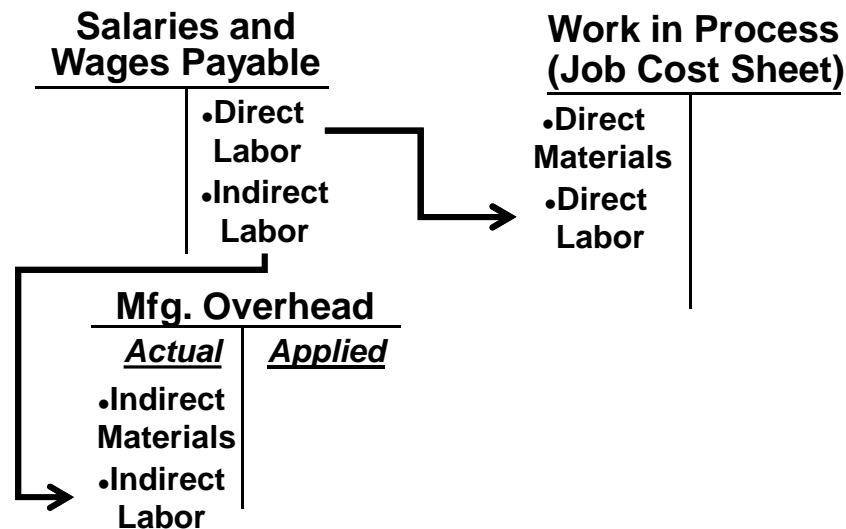 Salaries and
Wages Payable
•Direct
Labor
•Indirect
Labor
Work in Process
(Job Cost Sheet)
•Direct
Materials
•Direct
Labor
Mfg. Overhead
Actual Applied
•Indirect
Materials
•Indirect
Labor